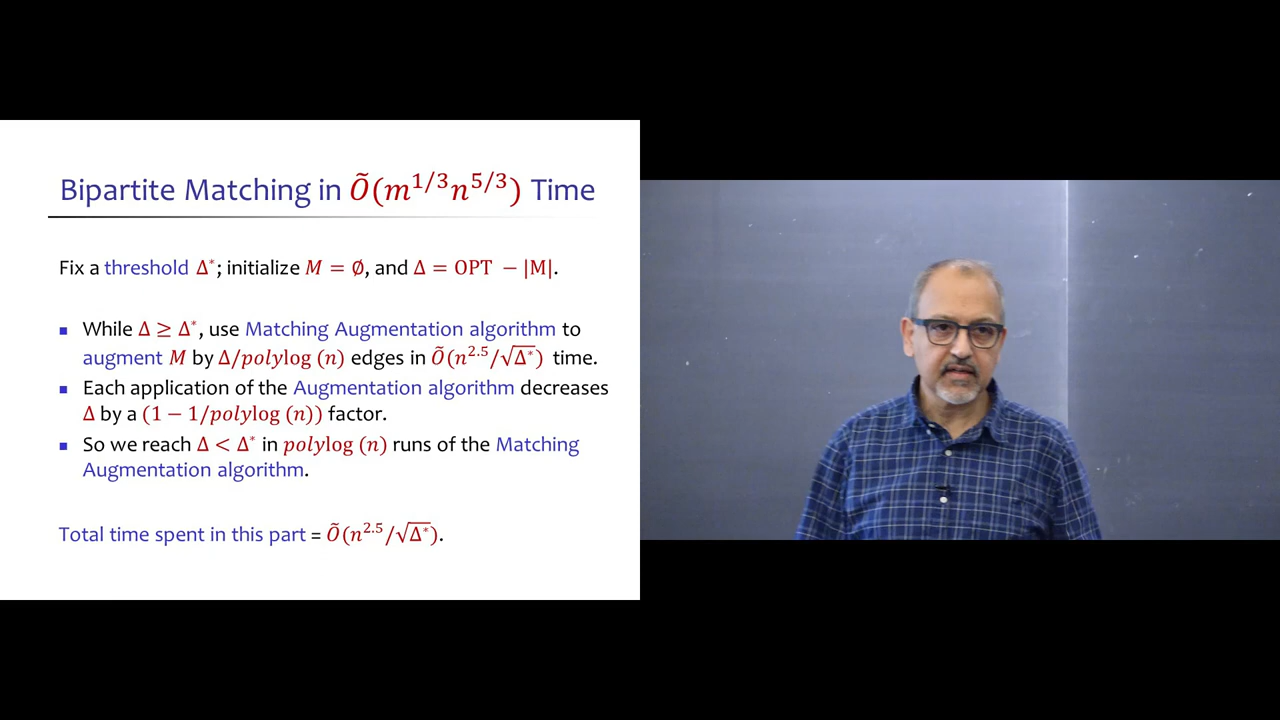 Bipartite Matching in Õ(m^{1/3}n^{5/3}) Time
Fix a threshold Δ*; initialize M = ∅, and Δ = OPT − |M|.
▪ While Δ ≥ Δ*, use Matching Augmentation algorithm to
augment M by Δ/polylog (n) edges in Õ(n^{2.5}/√Δ*) time.
▪ Each application of the Augmentation algorithm decreases
Δ by a (1 − 1/polylog (n)) factor.
▪ So we reach Δ < Δ* in polylog (n) runs of the Matching
Augmentation algorithm.
Total time spent in this part = Õ(n^{2.5}/√Δ*).